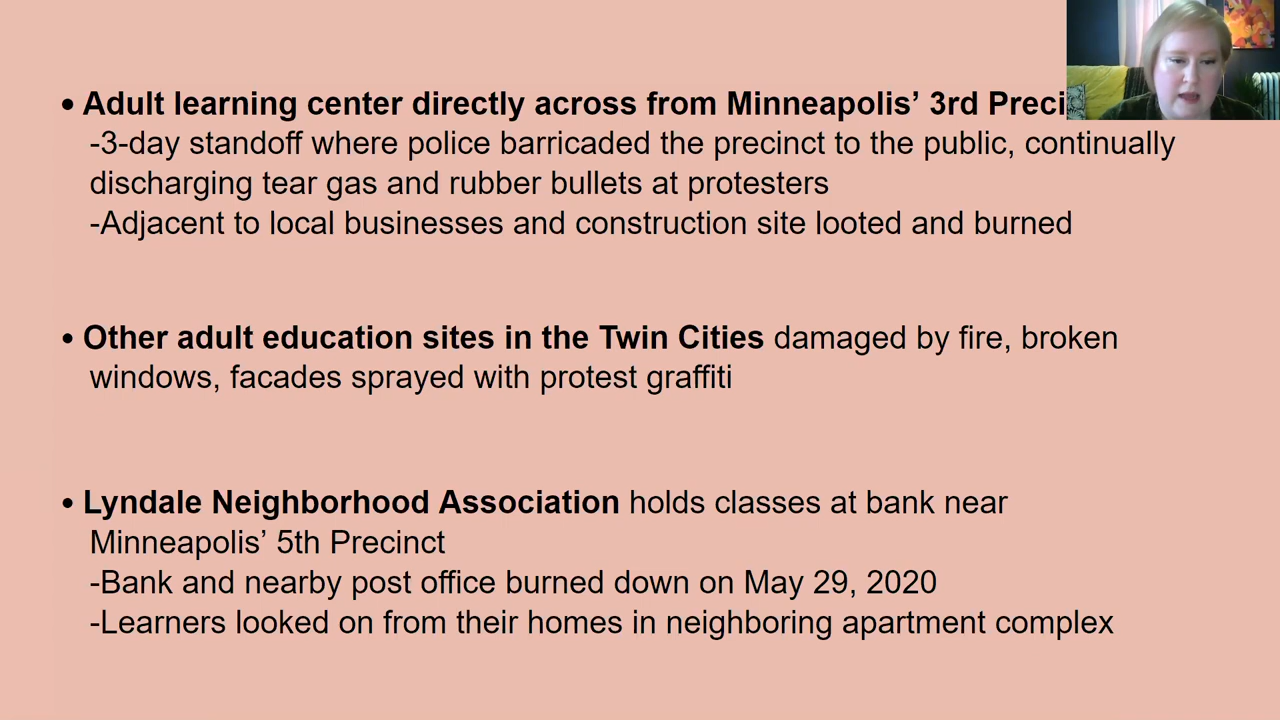 • Adult learning center directly across from Minneapolis’ 3rd
-3-day standoff where police barricaded the precinct to the public, continually
discharging tear gas and rubber bullets at protesters
-Adjacent to local businesses and construction site looted and burned
• Other adult education sites in the Twin Cities damaged by fire, broken
windows, facades sprayed with protest graffiti
• Lyndale Neighborhood Association holds classes at bank near
Minneapolis’ 5th Precinct
-Bank and nearby post office burned down on May 29, 2020
-Learners looked on from their homes in neighboring apartment complex